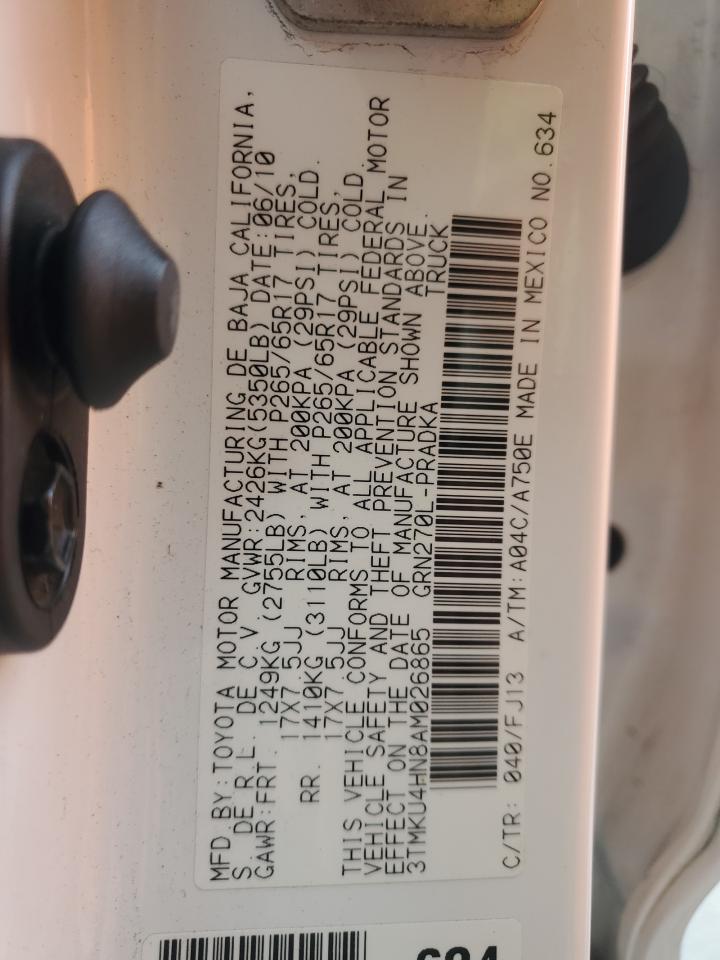 MFD.BY:TOYOTA MOTOR MANUFACTURING DE BAJA CALIFORNIA,
S. DE R.L. DE C.V. GVWR:2426KG(5350LB) DATE:06/10
GAWR:FRT. 1249KG (2755LB) WITH P265/65R17 TIRES,
17X7.5JJ RIMS, AT 200KPA (29PSI) COLD.
RR. 1410KG (3110LB) WITH P265/65R17 TIRES,
17X7.5JJ RIMS, AT 200KPA (29PSI) COLD.
THIS VEHICLE CONFORMS TO ALL APPLICABLE FEDERAL MOTOR
VEHICLE SAFETY AND THEFT PREVENTION STANDARDS IN
EFFECT ON THE DATE OF MANUFACTURE SHOWN ABOVE.
3TMKU4HN8AM026865 GRN270L-PRADKA TRUCK
C/TR: 040/FJ13 A/TM:A04C/A750E MADE IN MEXICO NO.634